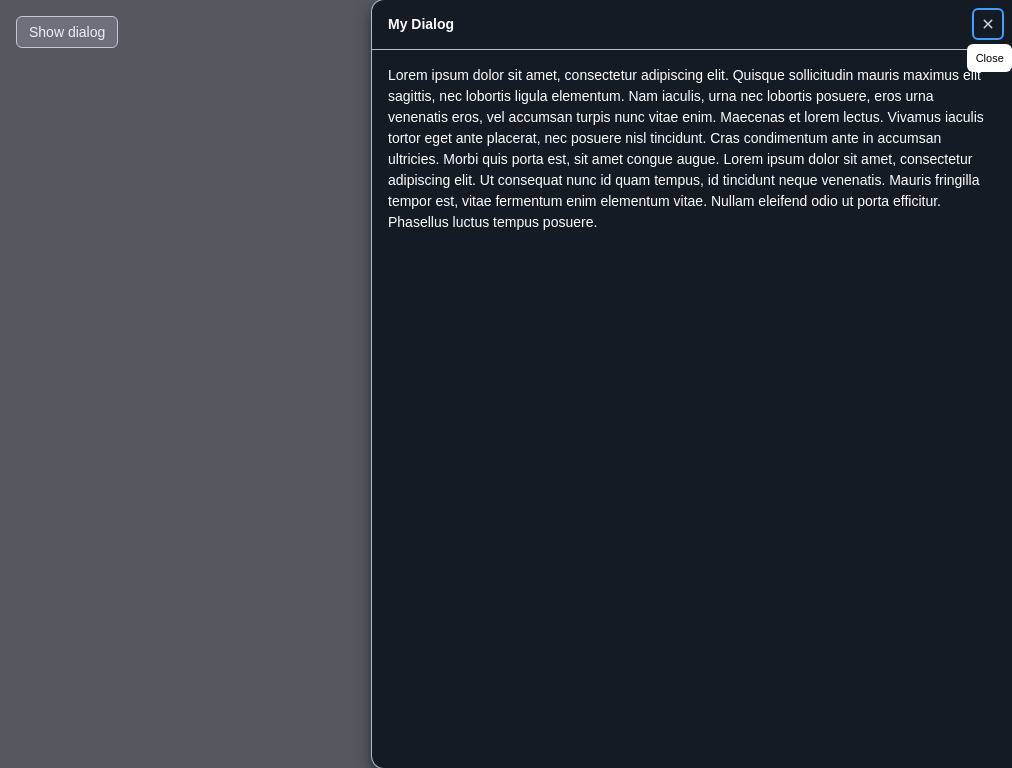 Show dialog
My Dialog
Close
Lorem ipsum dolor sit amet, consectetur adipiscing elit. Quisque sollicitudin mauris maximus elit
sagittis, nec lobortis ligula elementum. Nam iaculis, urna nec lobortis posuere, eros urna
venenatis eros, vel accumsan turpis nunc vitae enim. Maecenas et lorem lectus. Vivamus iaculis
tortor eget ante placerat, nec posuere nisl tincidunt. Cras condimentum ante in accumsan
ultricies. Morbi quis porta est, sit amet congue augue. Lorem ipsum dolor sit amet, consectetur
adipiscing elit. Ut consequat nunc id quam tempus, id tincidunt neque venenatis. Mauris fringilla
tempor est, vitae fermentum enim elementum vitae. Nullam eleifend odio ut porta efficitur.
Phasellus luctus tempus posuere.